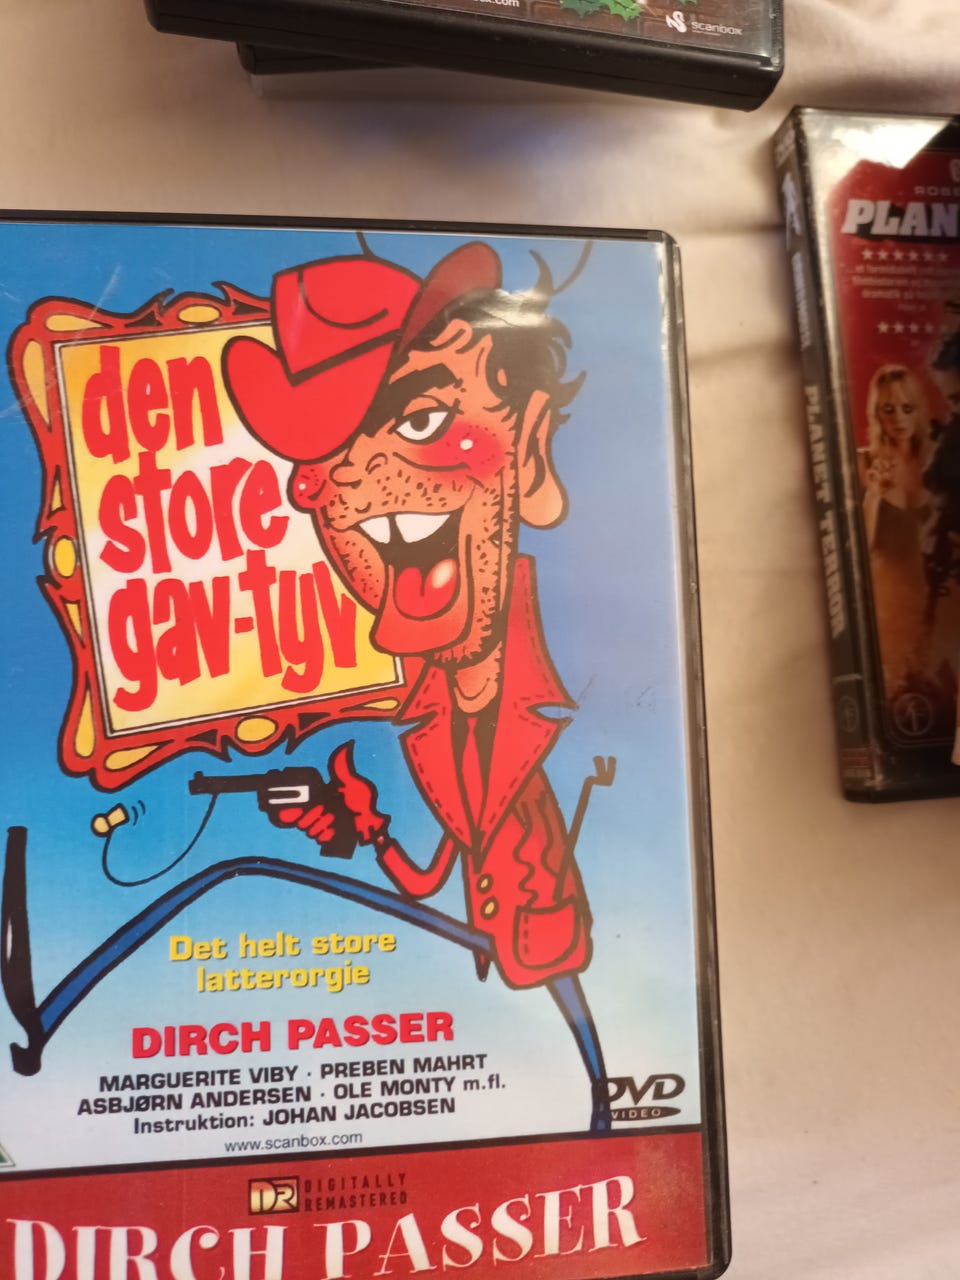 scanbox
PLAN
PLANET TERROR
den
store
gav-tyv
Det helt store
latterorgie
DIRCH PASSER
MARGUERITE VIBY · PREBEN MAHRT
ASBJØRN ANDERSEN · OLE MONTY m.fl.
Instruktion: JOHAN JACOBSEN
www.scanbox.com
DVD
VIDEO
DR DIGITALLY
REMASTERED
DIRCH PASSER